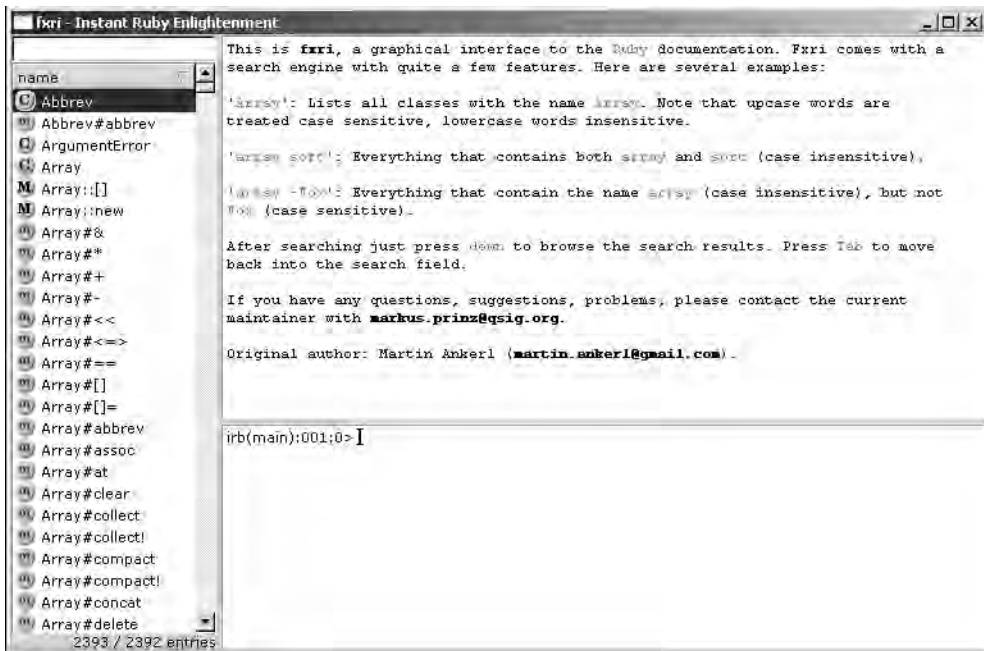 fxri - Instant Ruby Enlightenment
name
Abbrev
Abbrev#abbrev
ArgumentError
Array
Array::[]
Array::new
Array#&
Array#*
Array#+
Array#-
Array#<<
Array#<=>
Array#==
Array#[]
Array#[]=
Array#abbrev
Array#assoc
Array#at
Array#clear
Array#collect
Array#collect!
Array#compact
Array#compact!
Array#concat
Array#delete
2393 / 2392 entries
This is fxri, a graphical interface to the Ruby documentation. Fxri comes with a
search engine with quite a few features. Here are several examples:
'Array': Lists all classes with the name Array. Note that upcase words are
treated case sensitive, lowercase words insensitive.
'array sort': Everything that contains both array and sort (case insensitive).
'array -Fox': Everything that contain the name array (case insensitive), but not
Fox (case sensitive).
After searching just press down to browse the search results. Press Tab to move
back into the search field.
If you have any questions, suggestions, problems, please contact the current
maintainer with markus.prinz@qsig.org.
Original author: Martin Ankerl (martin.ankerl@gmail.com).
irb(main):001:0>